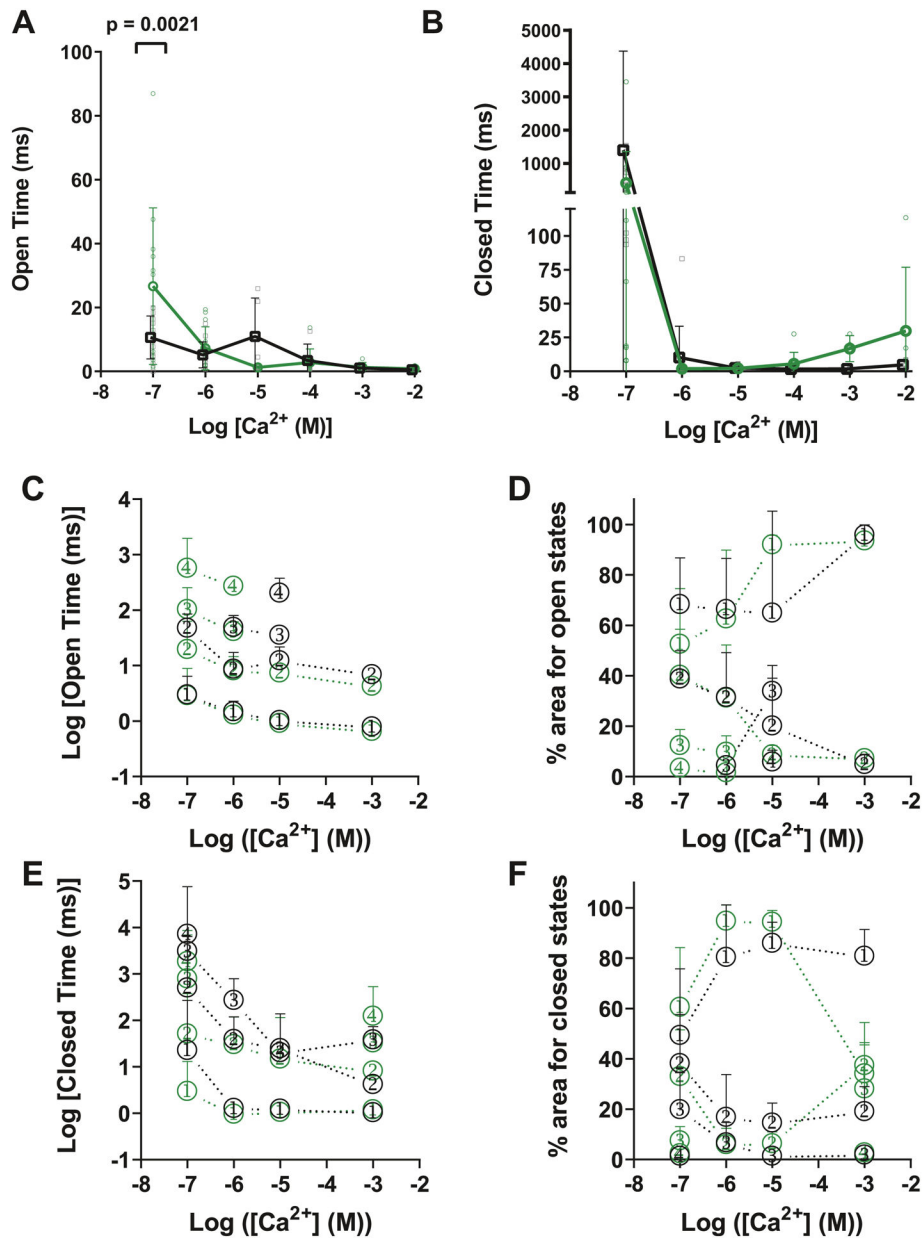 A
p = 0.0021
100
80
60
40
20
0
Open Time (ms)
-8 -7 -6 -5 -4 -3 -2
Log [Ca²⁺ (M)]
B
5000
4000
3000
2000
1000
100
75
50
25
0
Closed Time (ms)
-8 -7 -6 -5 -4 -3 -2
Log [Ca²⁺ (M)]
C
4
3
2
1
0
-1
Log [Open Time (ms)]
-8 -7 -6 -5 -4 -3 -2
Log ([Ca²⁺] (M))
D
100
80
60
40
20
0
% area for open states
-8 -7 -6 -5 -4 -3 -2
Log ([Ca²⁺] (M))
E
5
4
3
2
1
0
-1
Log [Closed Time (ms)]
-8 -7 -6 -5 -4 -3 -2
Log ([Ca²⁺] (M))
F
100
80
60
40
20
0
% area for closed states
-8 -7 -6 -5 -4 -3 -2
Log ([Ca²⁺] (M))